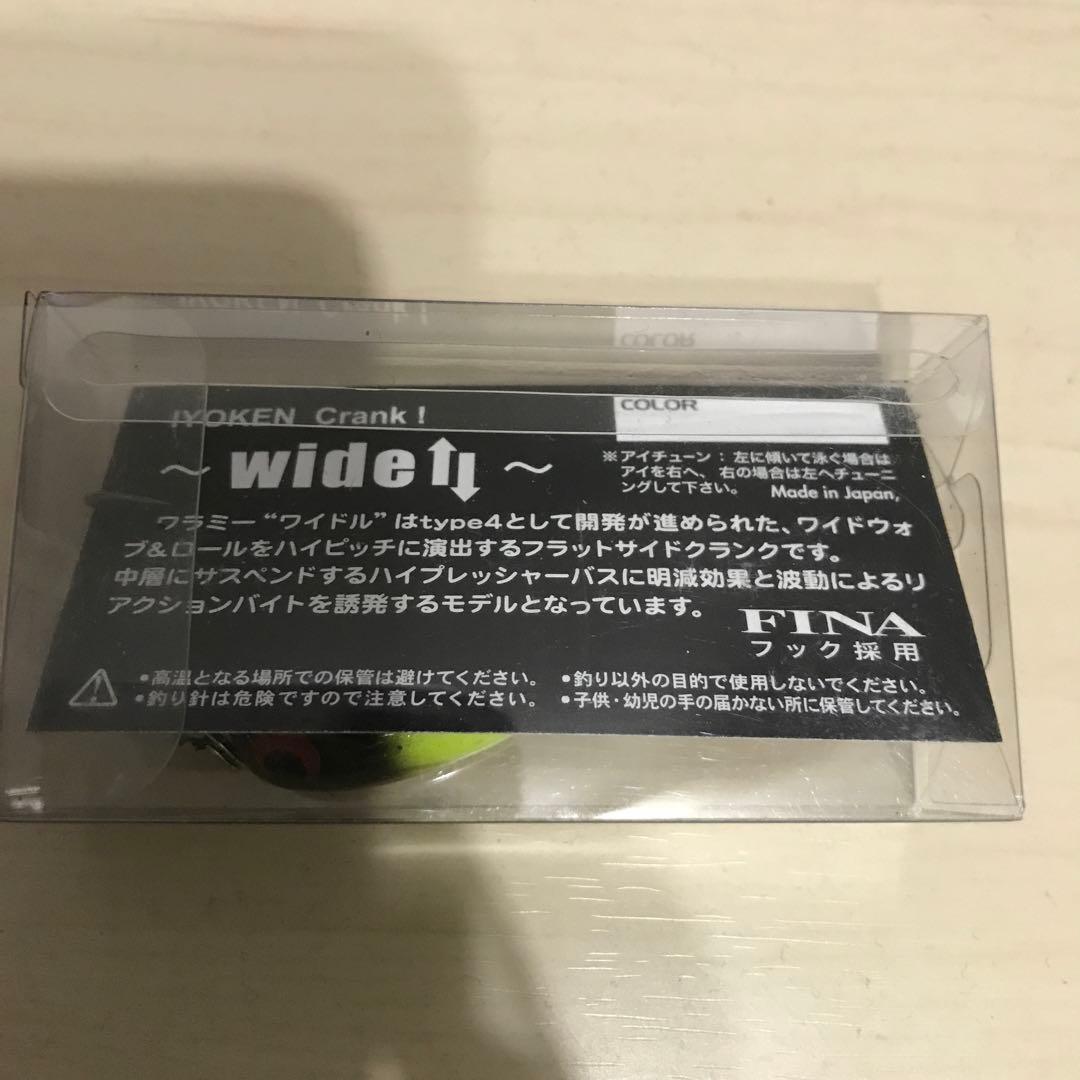 IYOKEN Crank!
COLOR
～ wide⇅ ～
※アイチューン：左に傾いて泳ぐ場合は
アイを右へ、右の場合は左へチューニ
ングして下さい。 Made in Japan,
ワラミー“ワイドル”はtype4として開発が進められた、ワイドウォ
ブ&ロールをハイピッチに演出するフラットサイドクランクです。
中層にサスペンドするハイプレッシャーバスに明滅効果と波動によるリ
アクションバイトを誘発するモデルとなっています。
FINA
フック採用
•高温となる場所での保管は避けてください。
•釣り針は危険ですので注意してください。
•釣り以外の目的で使用しないでください。
•子供・幼児の手の届かない所に保管してください。